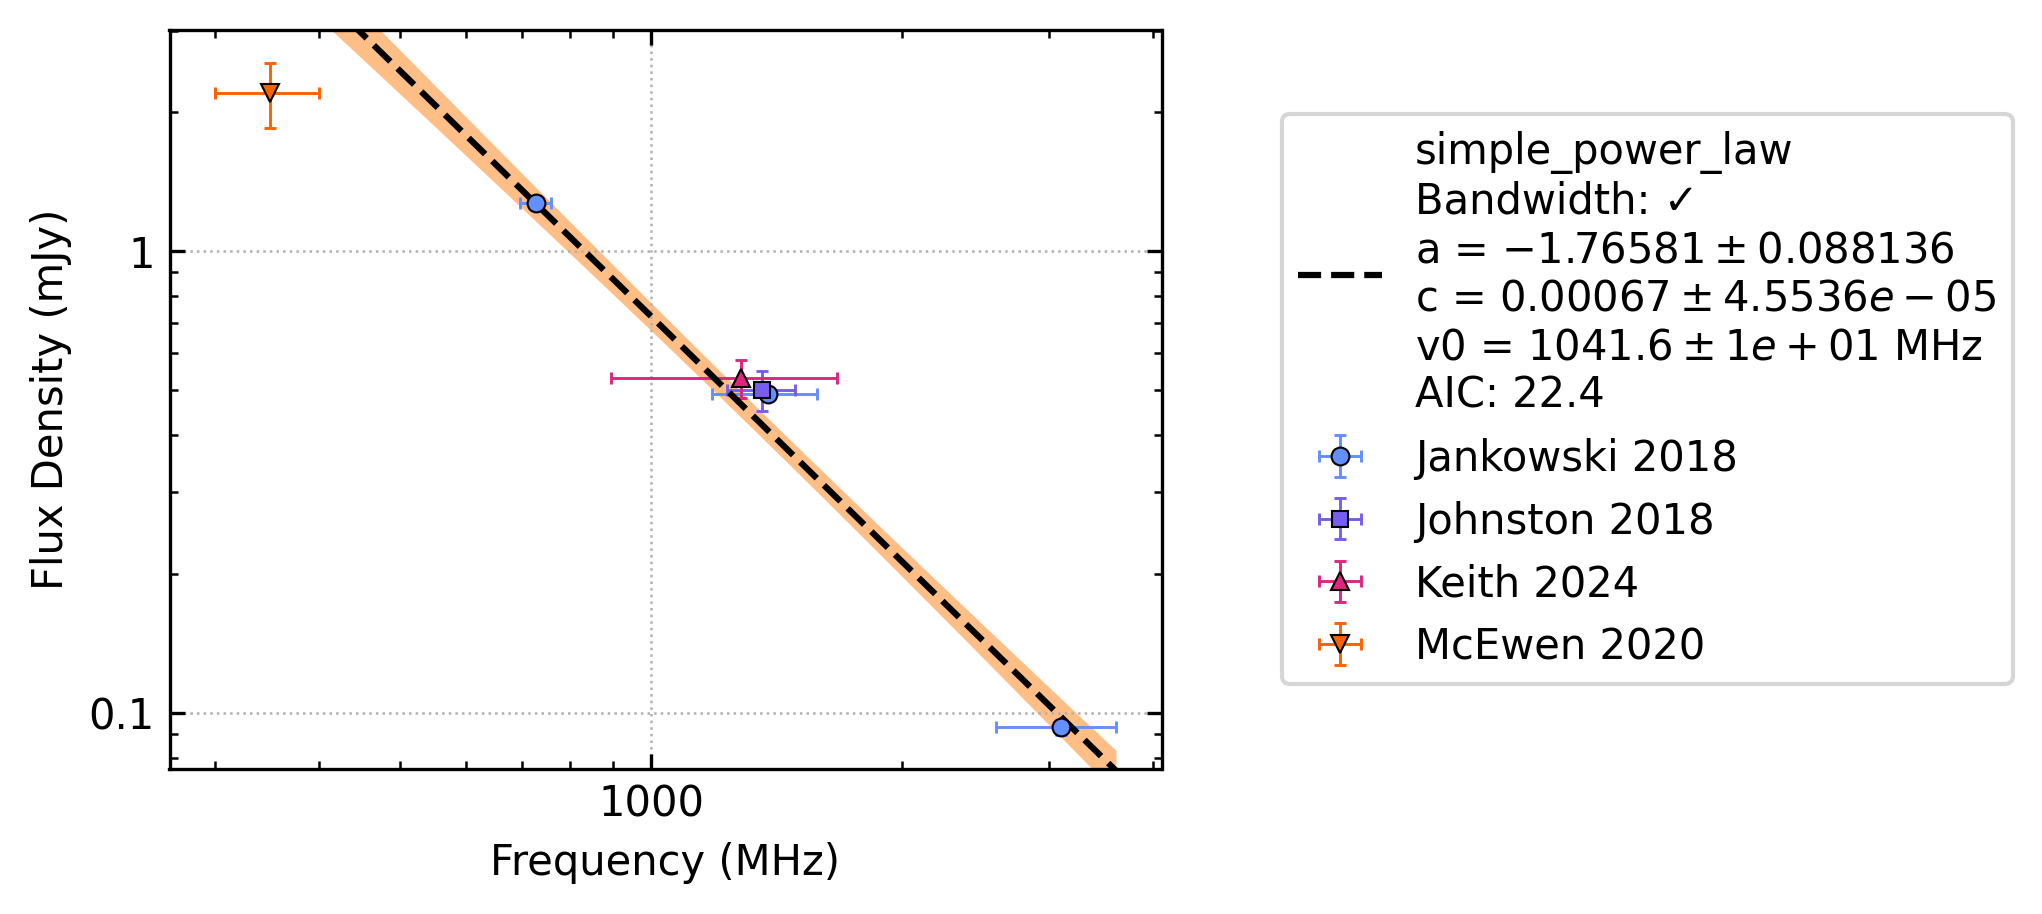 Flux Density (mJy)
1
0.1
1000
Frequency (MHz)
simple_power_law
Bandwidth: ✓
a = −1.76581 ± 0.088136
c = 0.00067 ± 4.5536e − 05
v0 = 1041.6 ± 1e + 01 MHz
AIC: 22.4
Jankowski 2018
Johnston 2018
Keith 2024
McEwen 2020